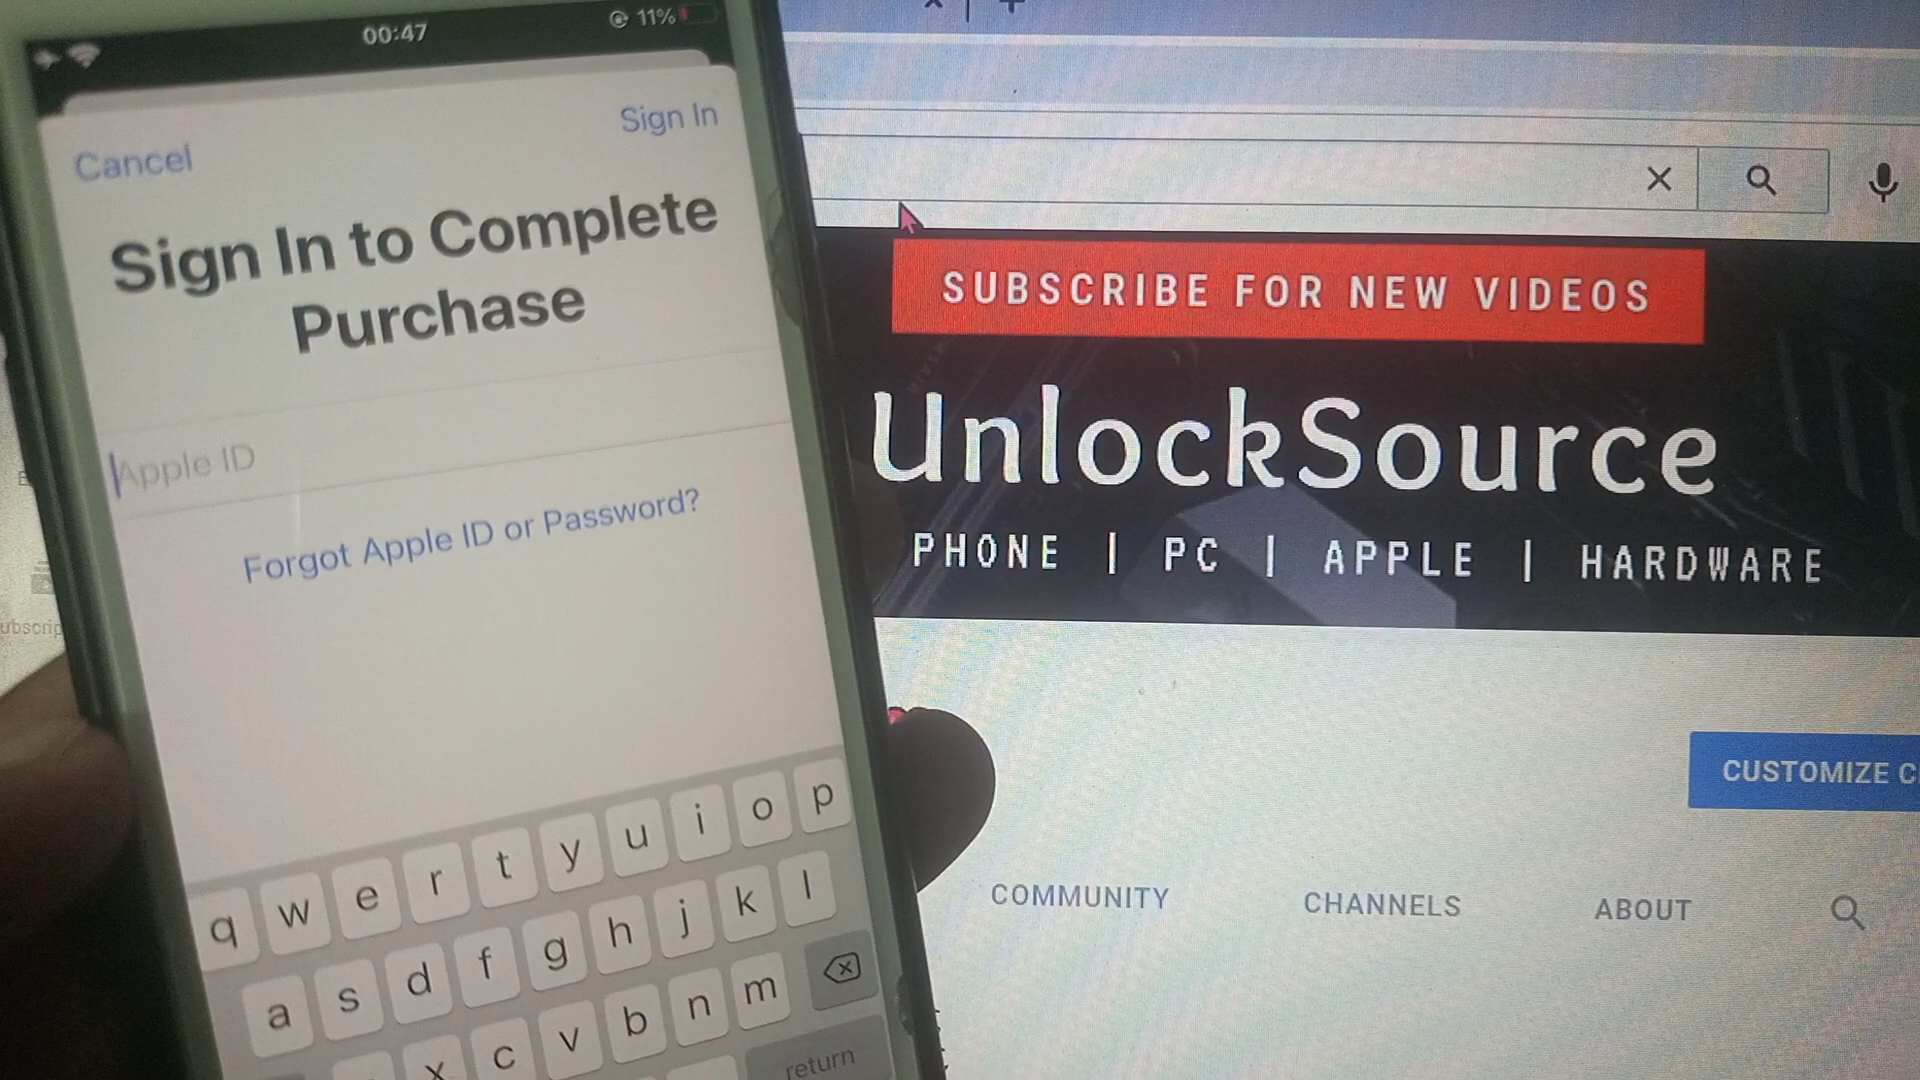 00:47
11%
Cancel
Sign In
Sign In to Complete
Purchase
Apple ID
Forgot Apple ID or Password?
q w e r t y u i o p
a s d f g h j k l
x c v b n m
return
SUBSCRIBE FOR NEW VIDEOS
UnlockSource
PHONE | PC | APPLE | HARDWARE
CUSTOMIZE C
COMMUNITY
CHANNELS
ABOUT
ubscrip